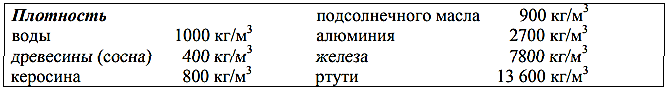 Плотность подсолнечного масла 900 кг/м³
воды 1000 кг/м³ алюминия 2700 кг/м³
древесины (сосна) 400 кг/м³ железа 7800 кг/м³
керосина 800 кг/м³ ртути 13 600 кг/м³